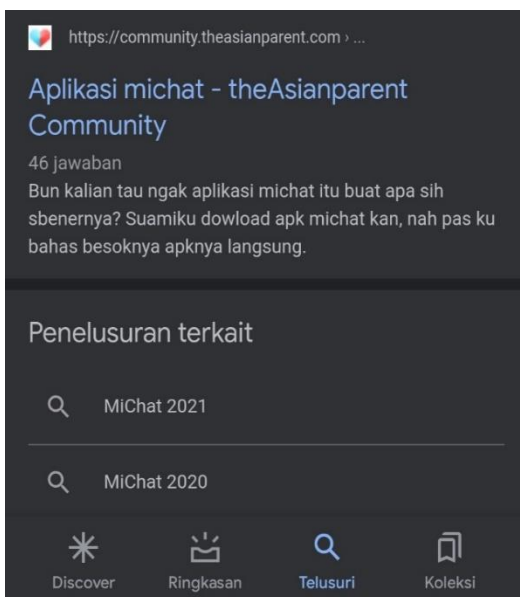 https://community.theasianparent.com › ...
Aplikasi michat - theAsianparent
Community
46 jawaban
Bun kalian tau ngak aplikasi michat itu buat apa sih
sbenernya? Suamiku dowload apk michat kan, nah pas ku
bahas besoknya apknya langsung.
Penelusuran terkait
MiChat 2021
MiChat 2020
Discover
Ringkasan
Telusuri
Koleksi